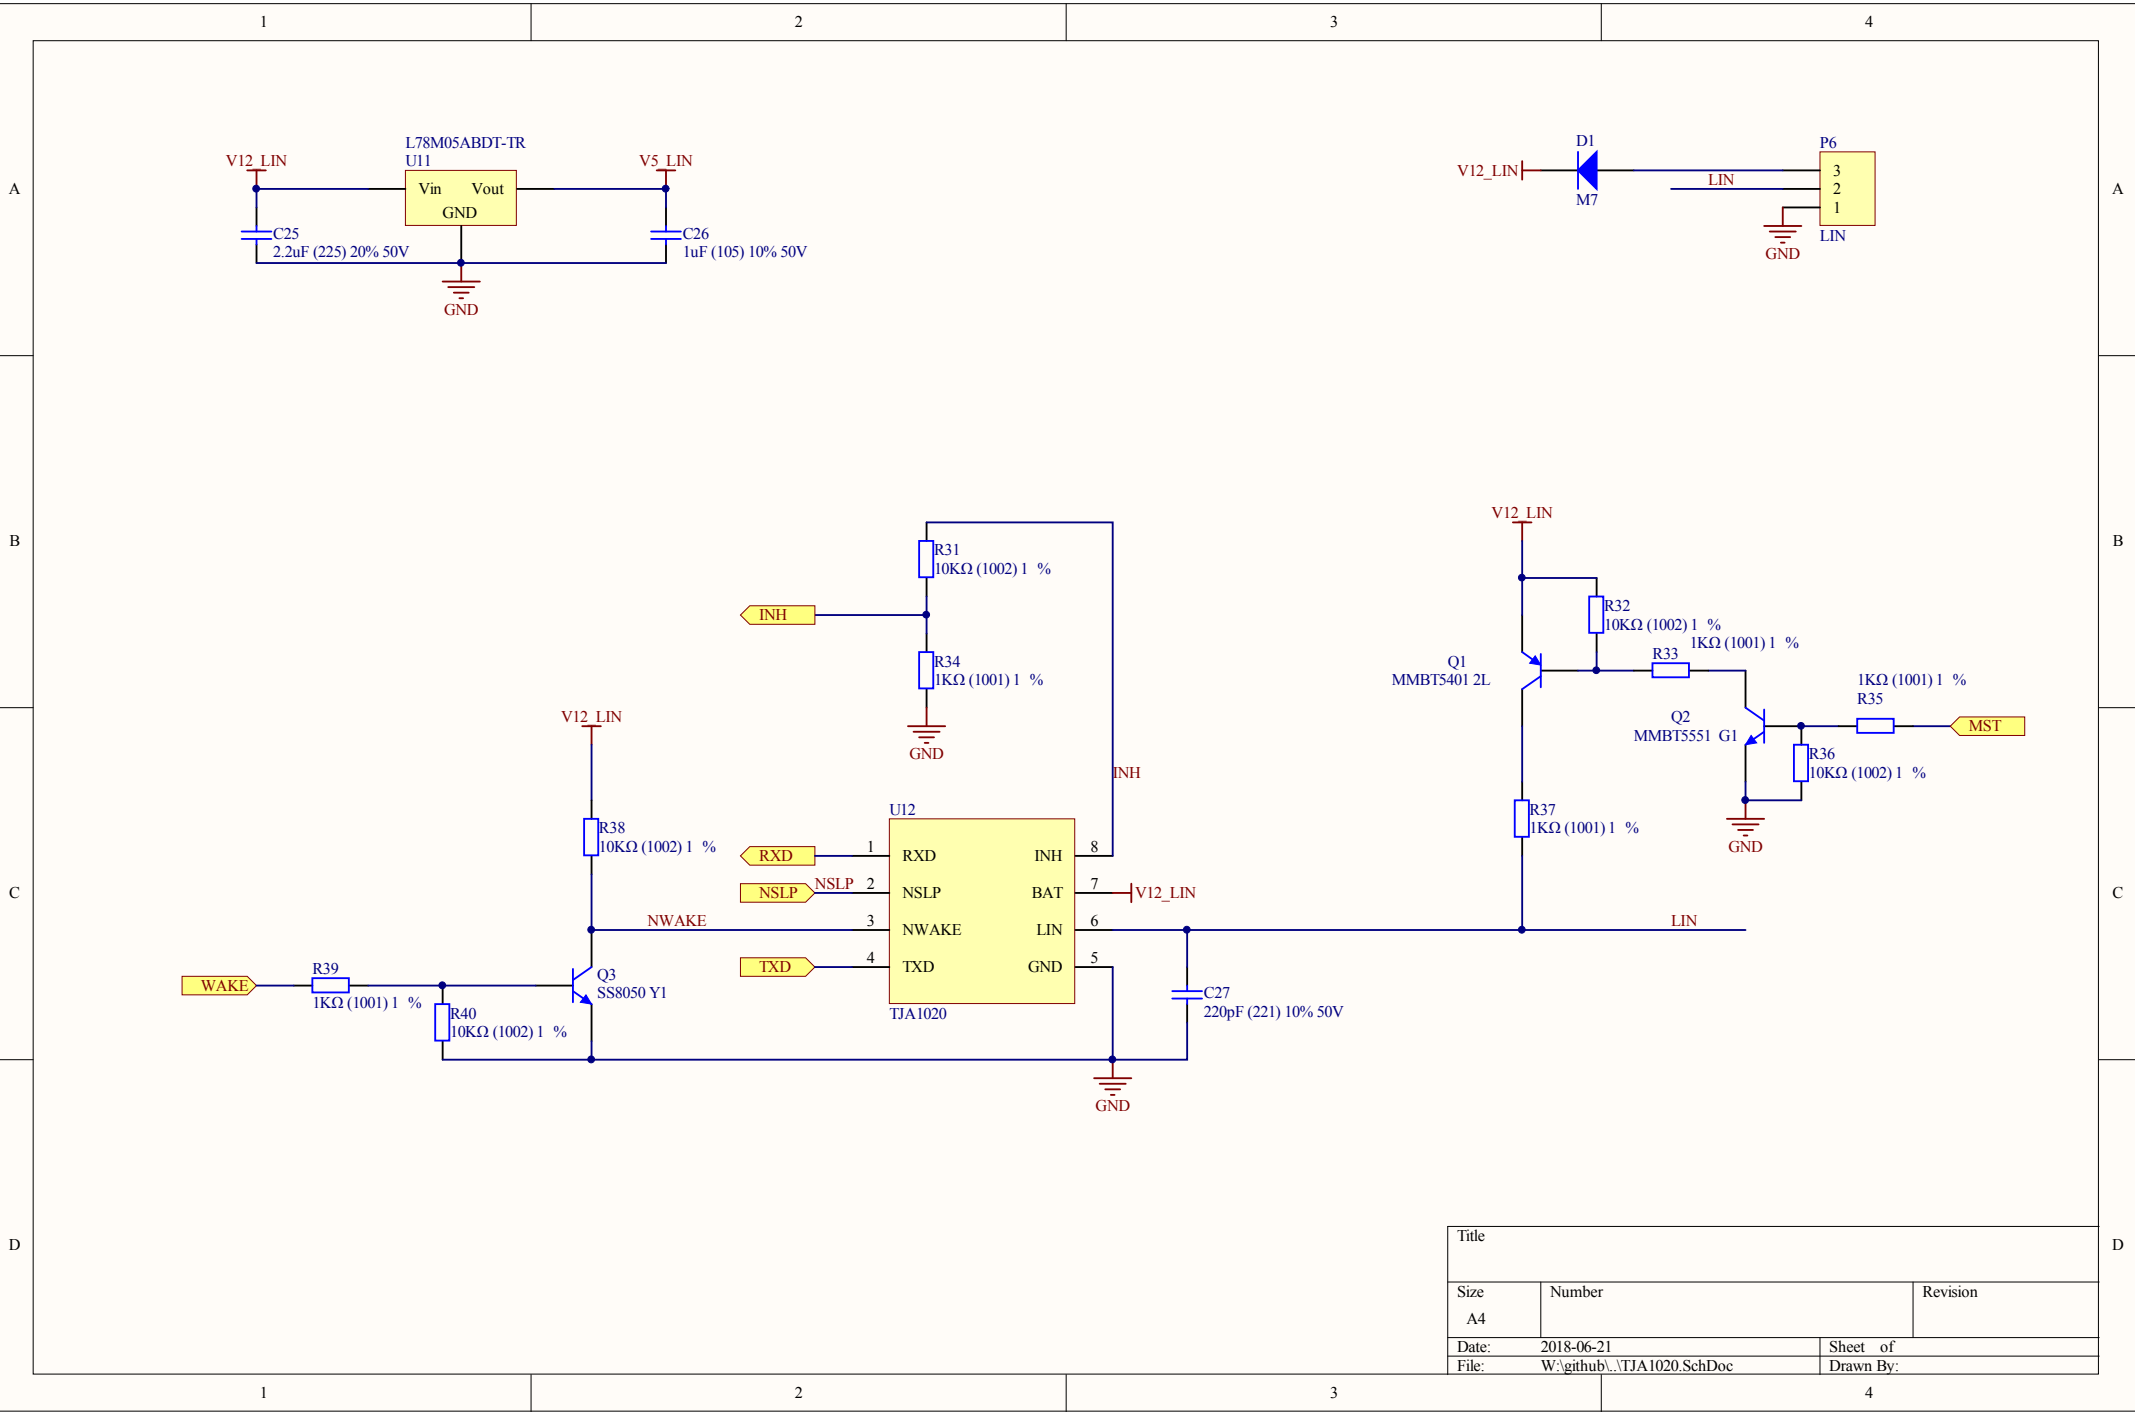 1
2
3
4
A
A
L78M05ABDT-TR
U11
V12_LIN
V5_LIN
Vin
Vout
GND
C25
2.2uF (225) 20% 50V
C26
1uF (105) 10% 50V
GND
D1
V12_LIN
M7
P6
LIN
3
2
1
LIN
GND
B
B
R31
10KΩ (1002) 1 %
INH
R34
1KΩ (1001) 1 %
GND
INH
V12_LIN
R32
10KΩ (1002) 1 %
1KΩ (1001) 1 %
R33
Q1
MMBT5401 2L
Q2
MMBT5551 G1
1KΩ (1001) 1 %
R35
MST
R36
10KΩ (1002) 1 %
GND
R37
1KΩ (1001) 1 %
V12_LIN
R38
10KΩ (1002) 1 %
C
C
U12
RXD
1
RXD
INH
8
NSLP
NSLP
2
NSLP
BAT
7
V12_LIN
NWAKE
3
NWAKE
LIN
6
LIN
TXD
4
TXD
GND
5
TJA1020
WAKE
R39
1KΩ (1001) 1 %
R40
10KΩ (1002) 1 %
Q3
SS8050 Y1
C27
220pF (221) 10% 50V
GND
D
D
Title
Size
A4
Number
Revision
Date:
2018-06-21
Sheet of
File:
W:\github\..\TJA1020.SchDoc
Drawn By:
1
2
3
4